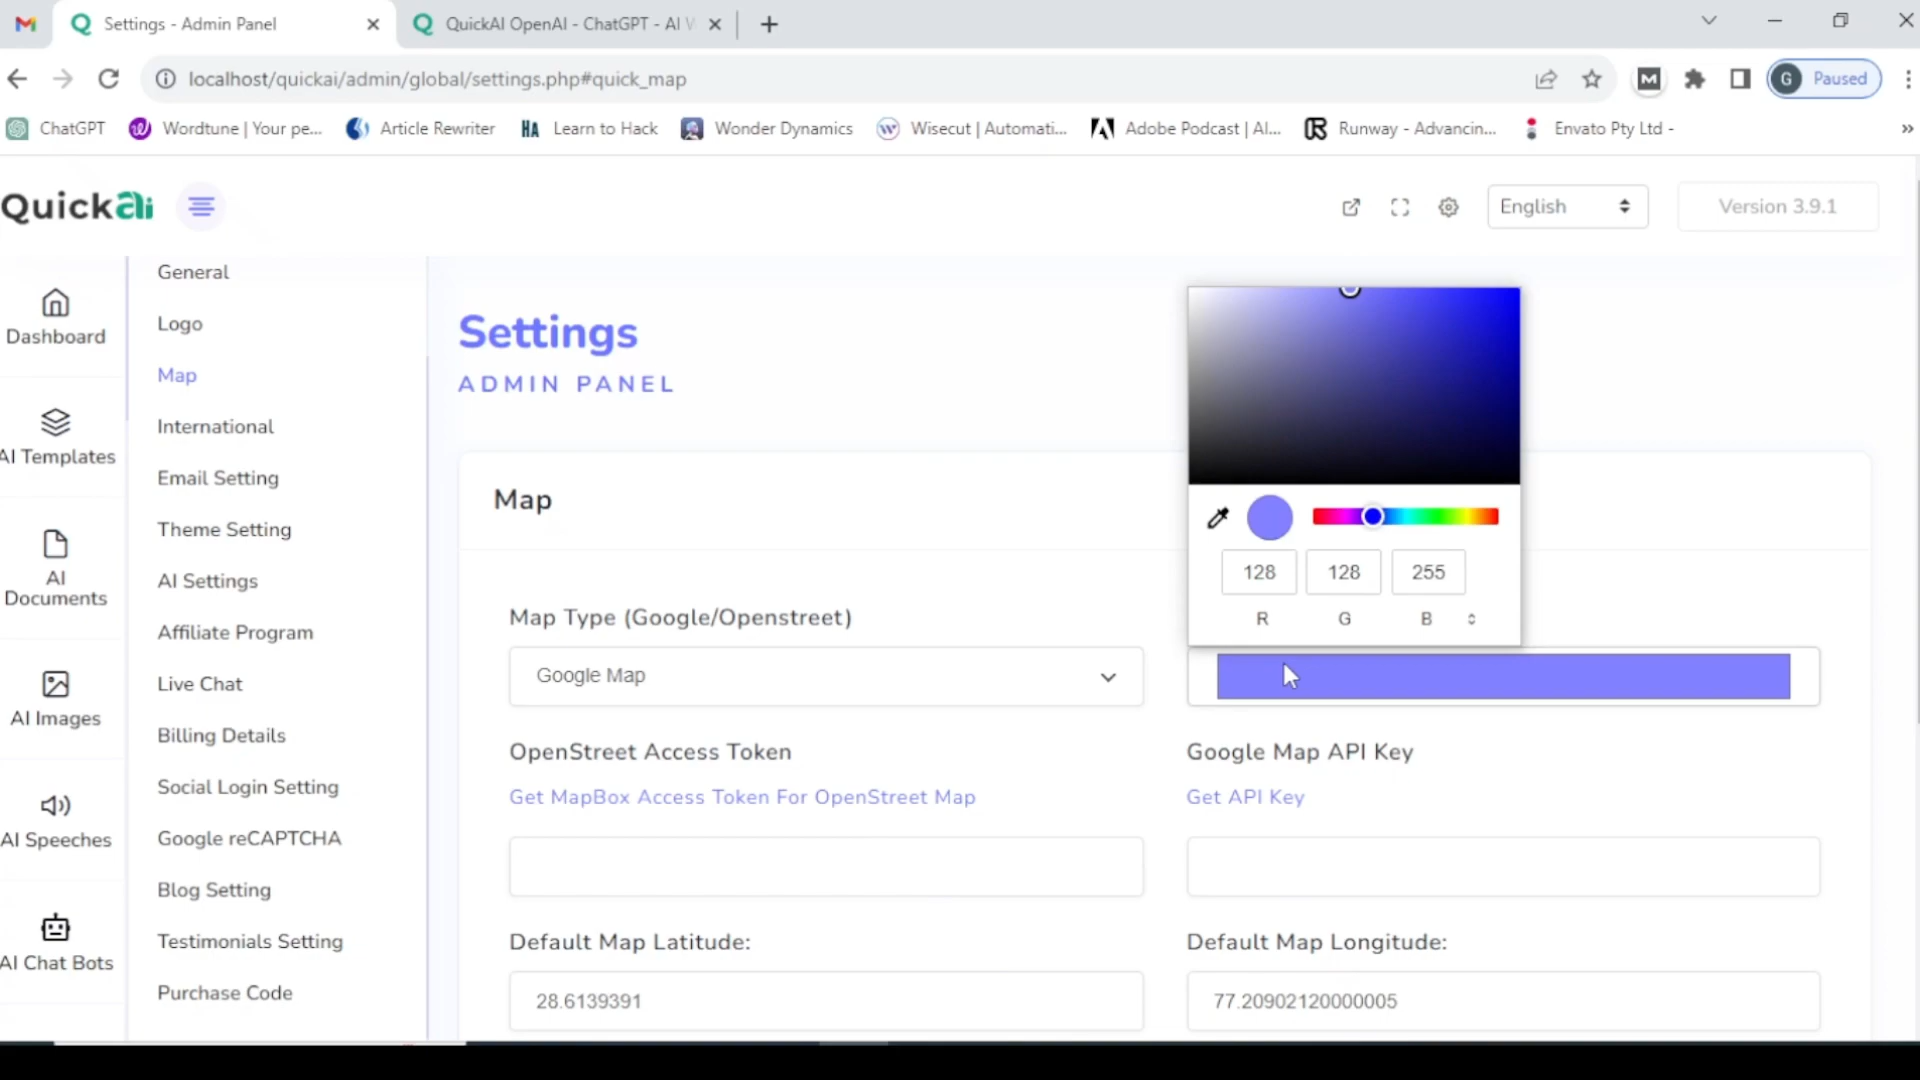 Settings - Admin Panel
QuickAI OpenAI - ChatGPT - AI W
localhost/quickai/admin/global/settings.php#quick_map
G Paused
ChatGPT
Wordtune | Your pe...
Article Rewriter
HA Learn to Hack
Wonder Dynamics
Wisecut | Automati...
Adobe Podcast | AI...
Runway - Advancin...
Envato Pty Ltd -
QuickAi
English
Version 3.9.1
Dashboard
AI Templates
AI
Documents
AI Images
AI Speeches
AI Chat Bots
General
Logo
Map
International
Email Setting
Theme Setting
AI Settings
Affiliate Program
Live Chat
Billing Details
Social Login Setting
Google reCAPTCHA
Blog Setting
Testimonials Setting
Purchase Code
Settings
ADMIN PANEL
Map
128 128 255
R G B
Map Type (Google/Openstreet)
Google Map
OpenStreet Access Token
Get MapBox Access Token For OpenStreet Map
Google Map API Key
Get API Key
Default Map Latitude:
28.6139391
Default Map Longitude:
77.20902120000005